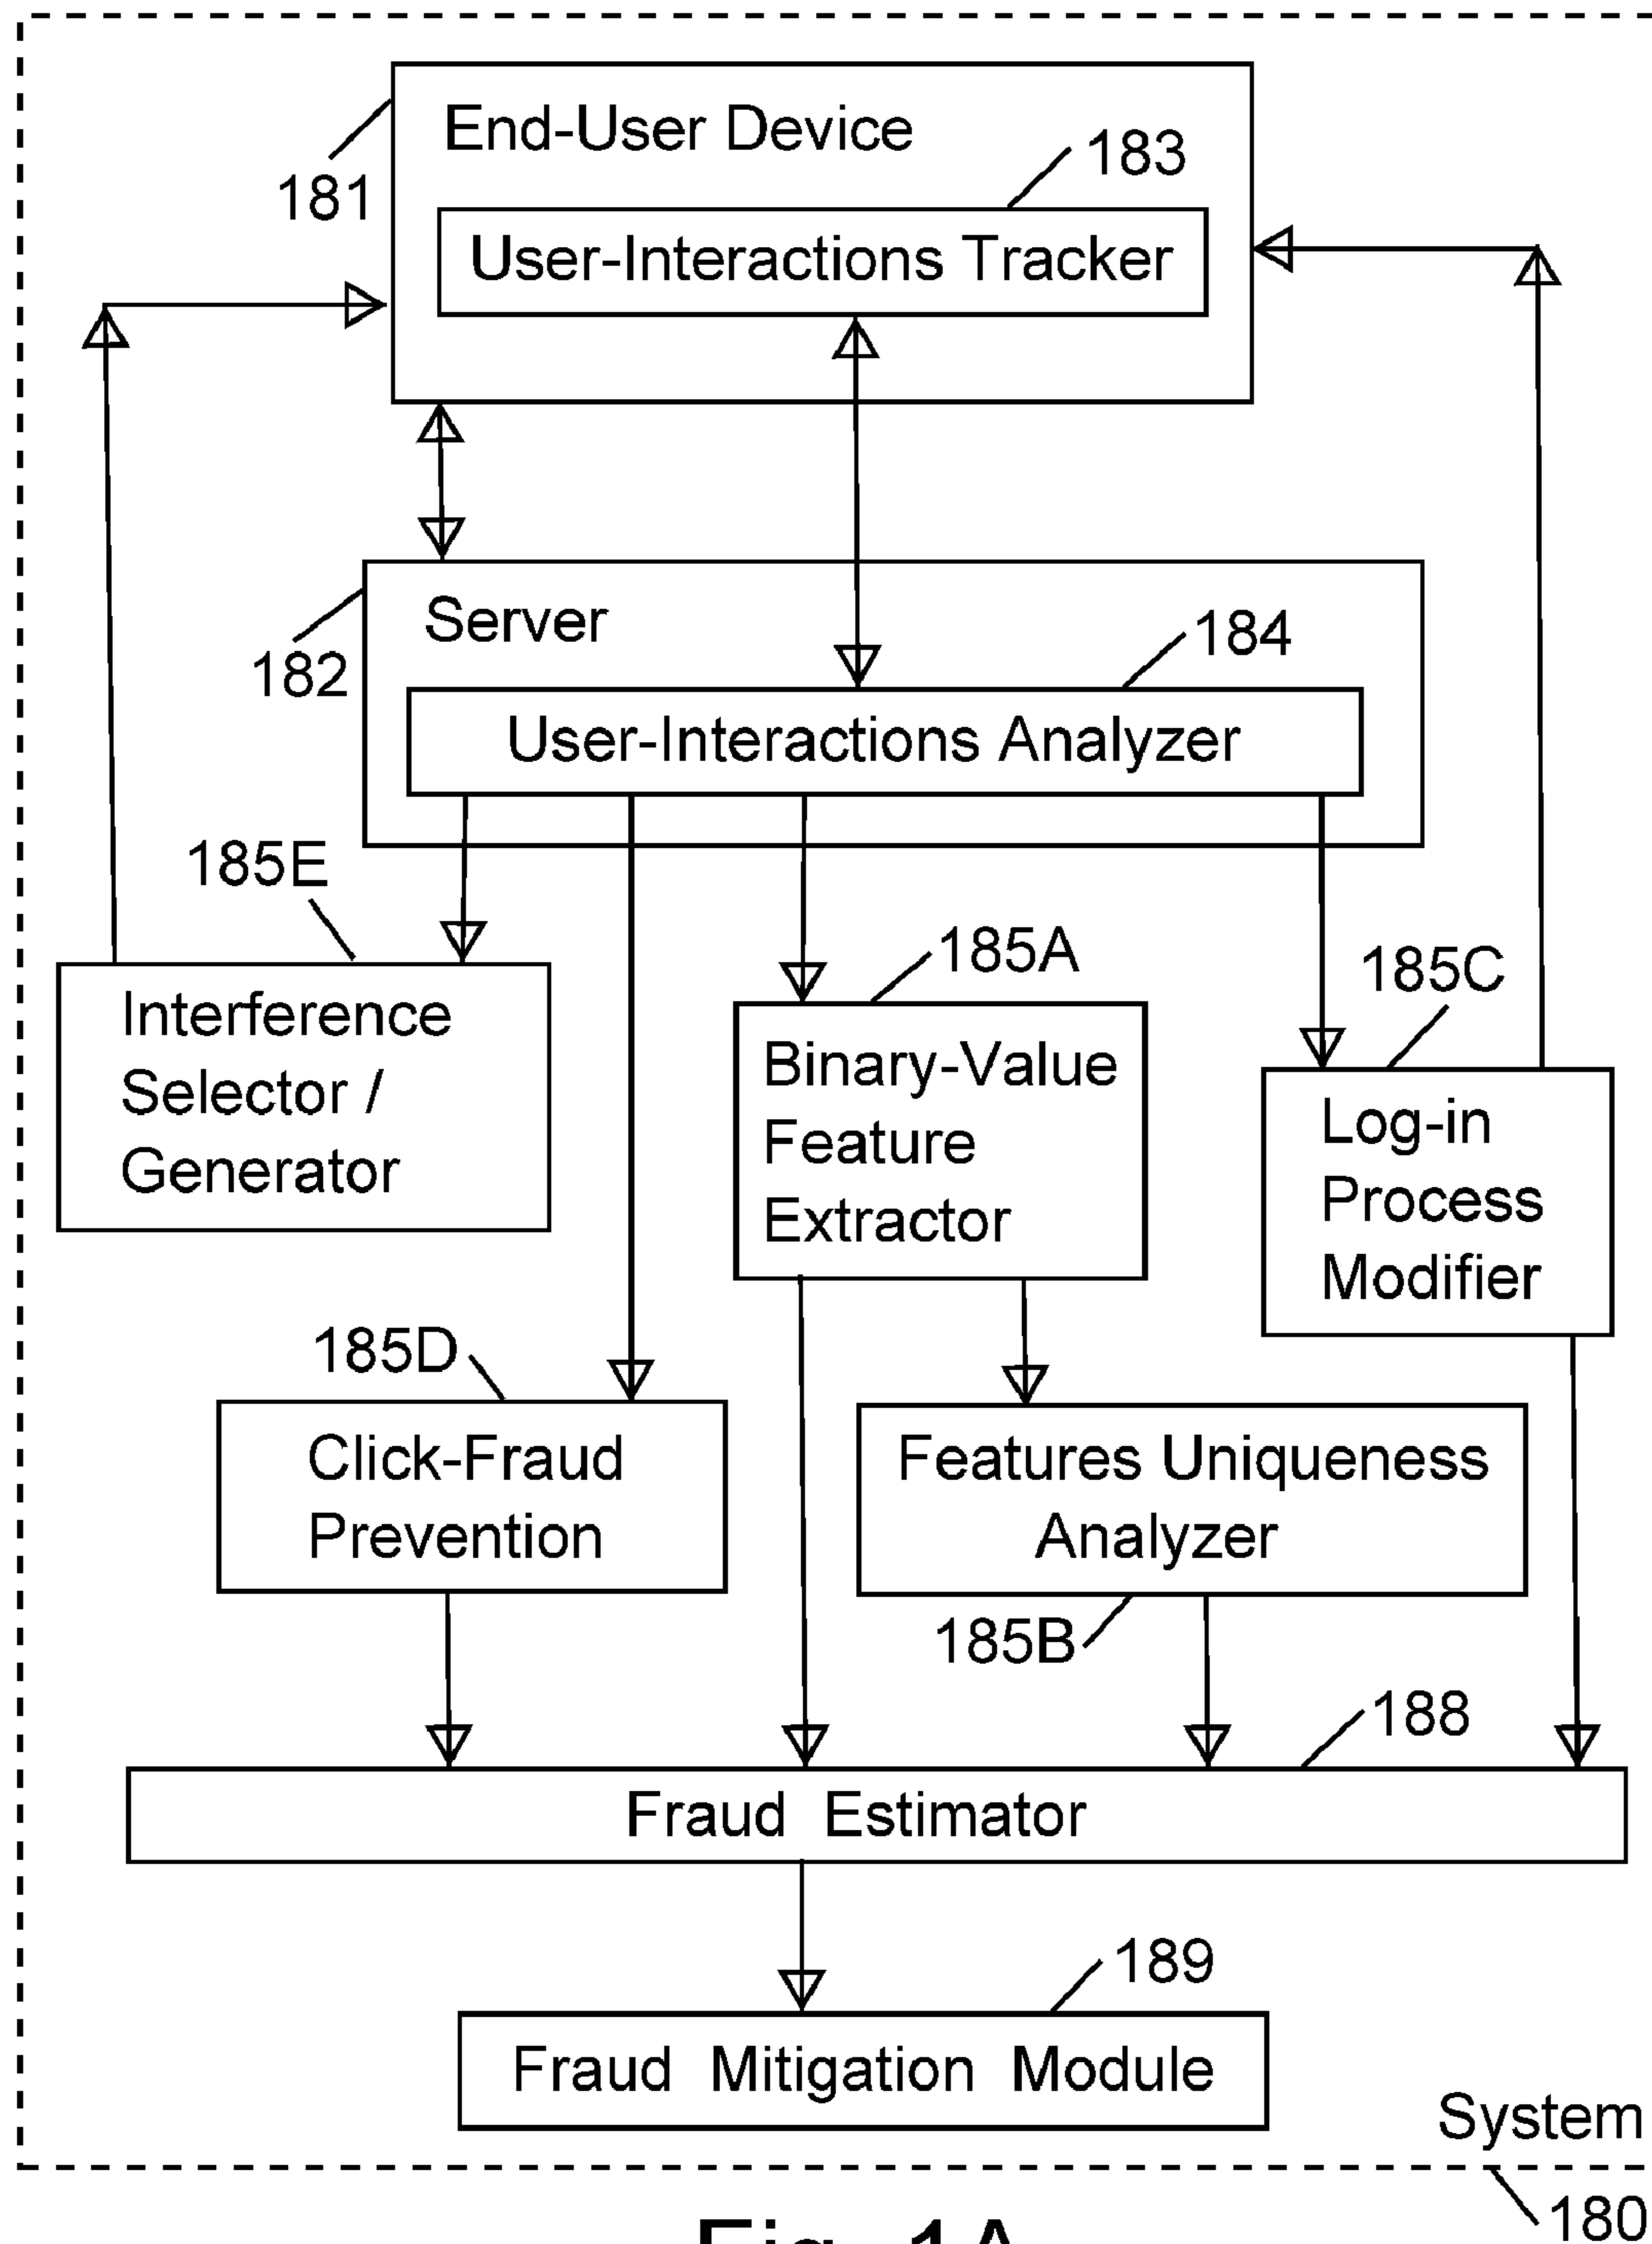 End-User Device
183
181
User-Interactions Tracker
Server
184
182
User-Interactions Analyzer
185E
185A
185C
Interference
Selector /
Generator
Binary-Value
Feature
Extractor
Log-in
Process
Modifier
185D
Click-Fraud
Prevention
Features Uniqueness
Analyzer
185B
188
Fraud Estimator
189
Fraud Mitigation Module
System
180
Fig. 1A